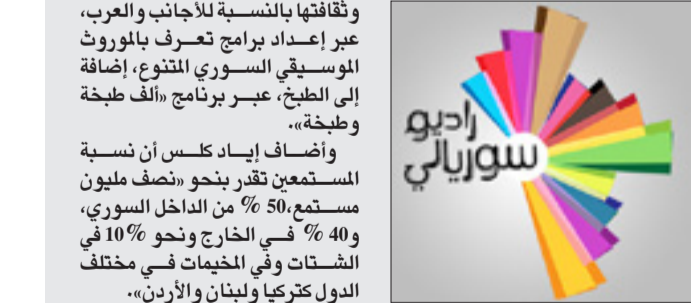 وثقافتها بالنسبة للأجانب والعرب،
عبر إعداد برامج تعرف بالموروث
الموسيقي السوري المتنوع، إضافة
إلى الطبخ، عبر برنامج «ألف طبخة
وطبخة».
وأضاف إياد كلس أن نسبة
المستمعين تقدر بنحو «نصف مليون
مستمع،50 % من الداخل السوري،
و40 % في الخارج ونحو 10% في
الشتات وفي المخيمات في مختلف
الدول كتركيا ولبنان والأردن».
راديو
سوريالي